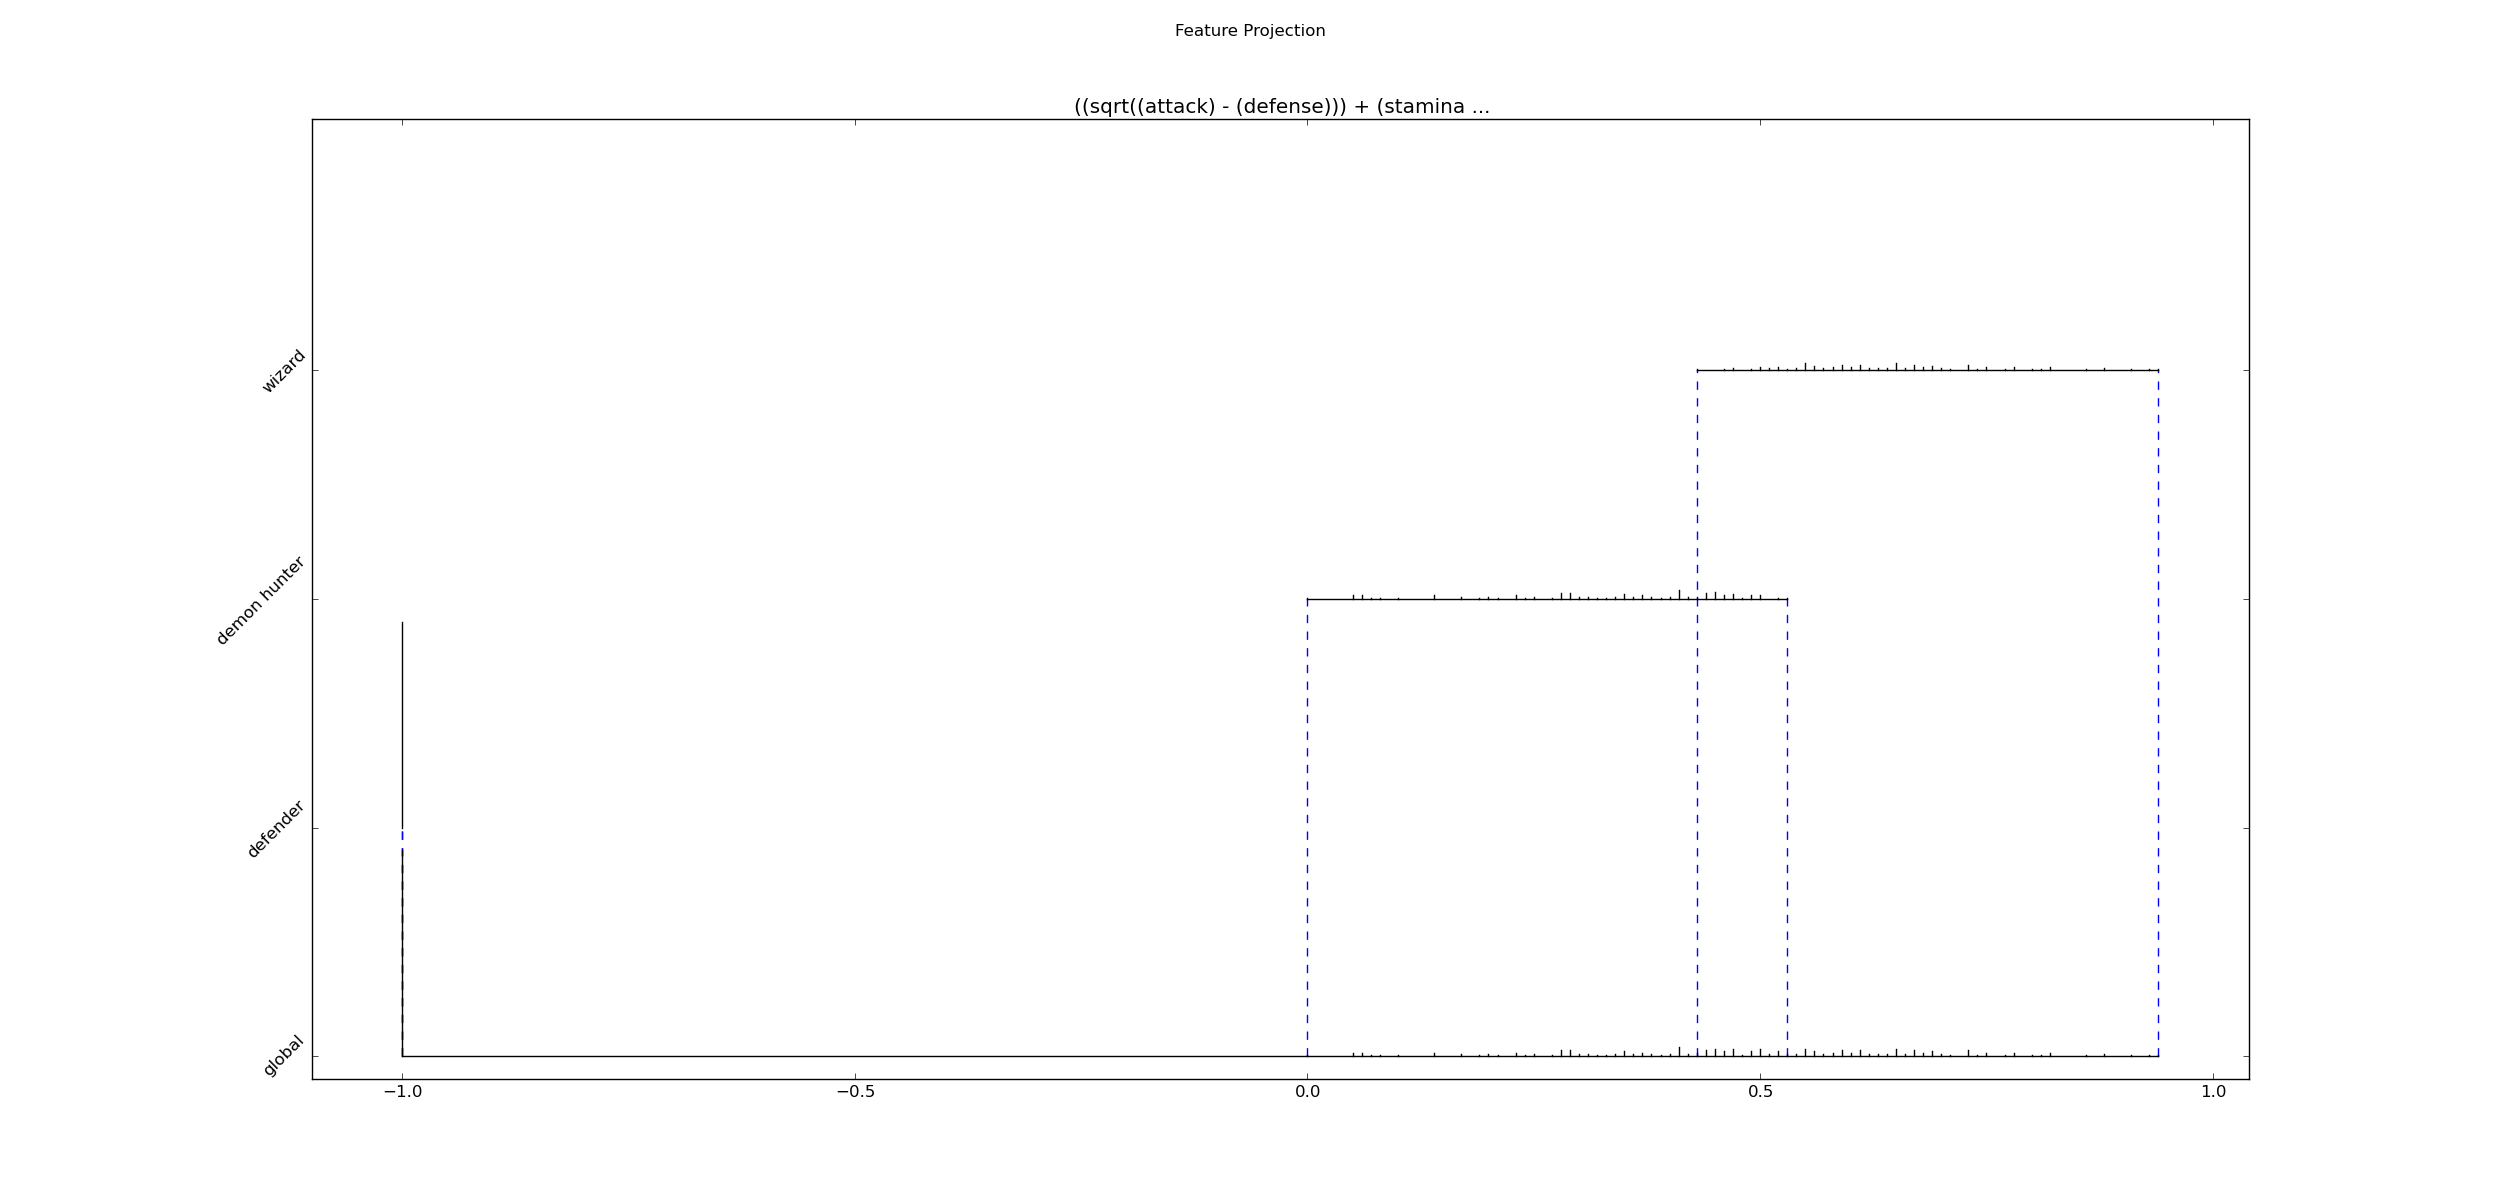 Feature Projection
((sqrt((attack) - (defense))) + (stamina ...
wizard
demon hunter
defender
global
−1.0 −0.5 0.0 0.5 1.0